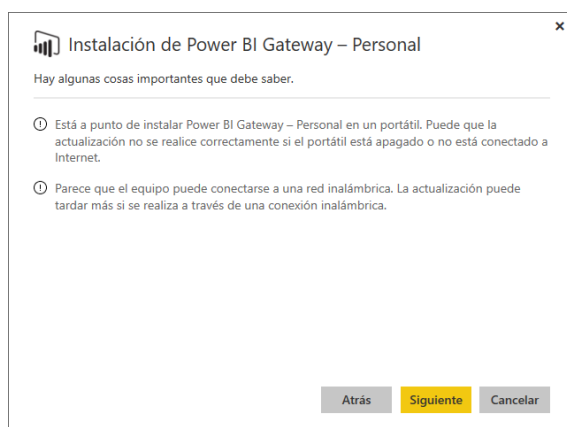 Instalación de Power BI Gateway – Personal
Hay algunas cosas importantes que debe saber.
Está a punto de instalar Power BI Gateway – Personal en un portátil. Puede que la
actualización no se realice correctamente si el portátil está apagado o no está conectado a
Internet.
Parece que el equipo puede conectarse a una red inalámbrica. La actualización puede
tardar más si se realiza a través de una conexión inalámbrica.
Atrás Siguiente Cancelar